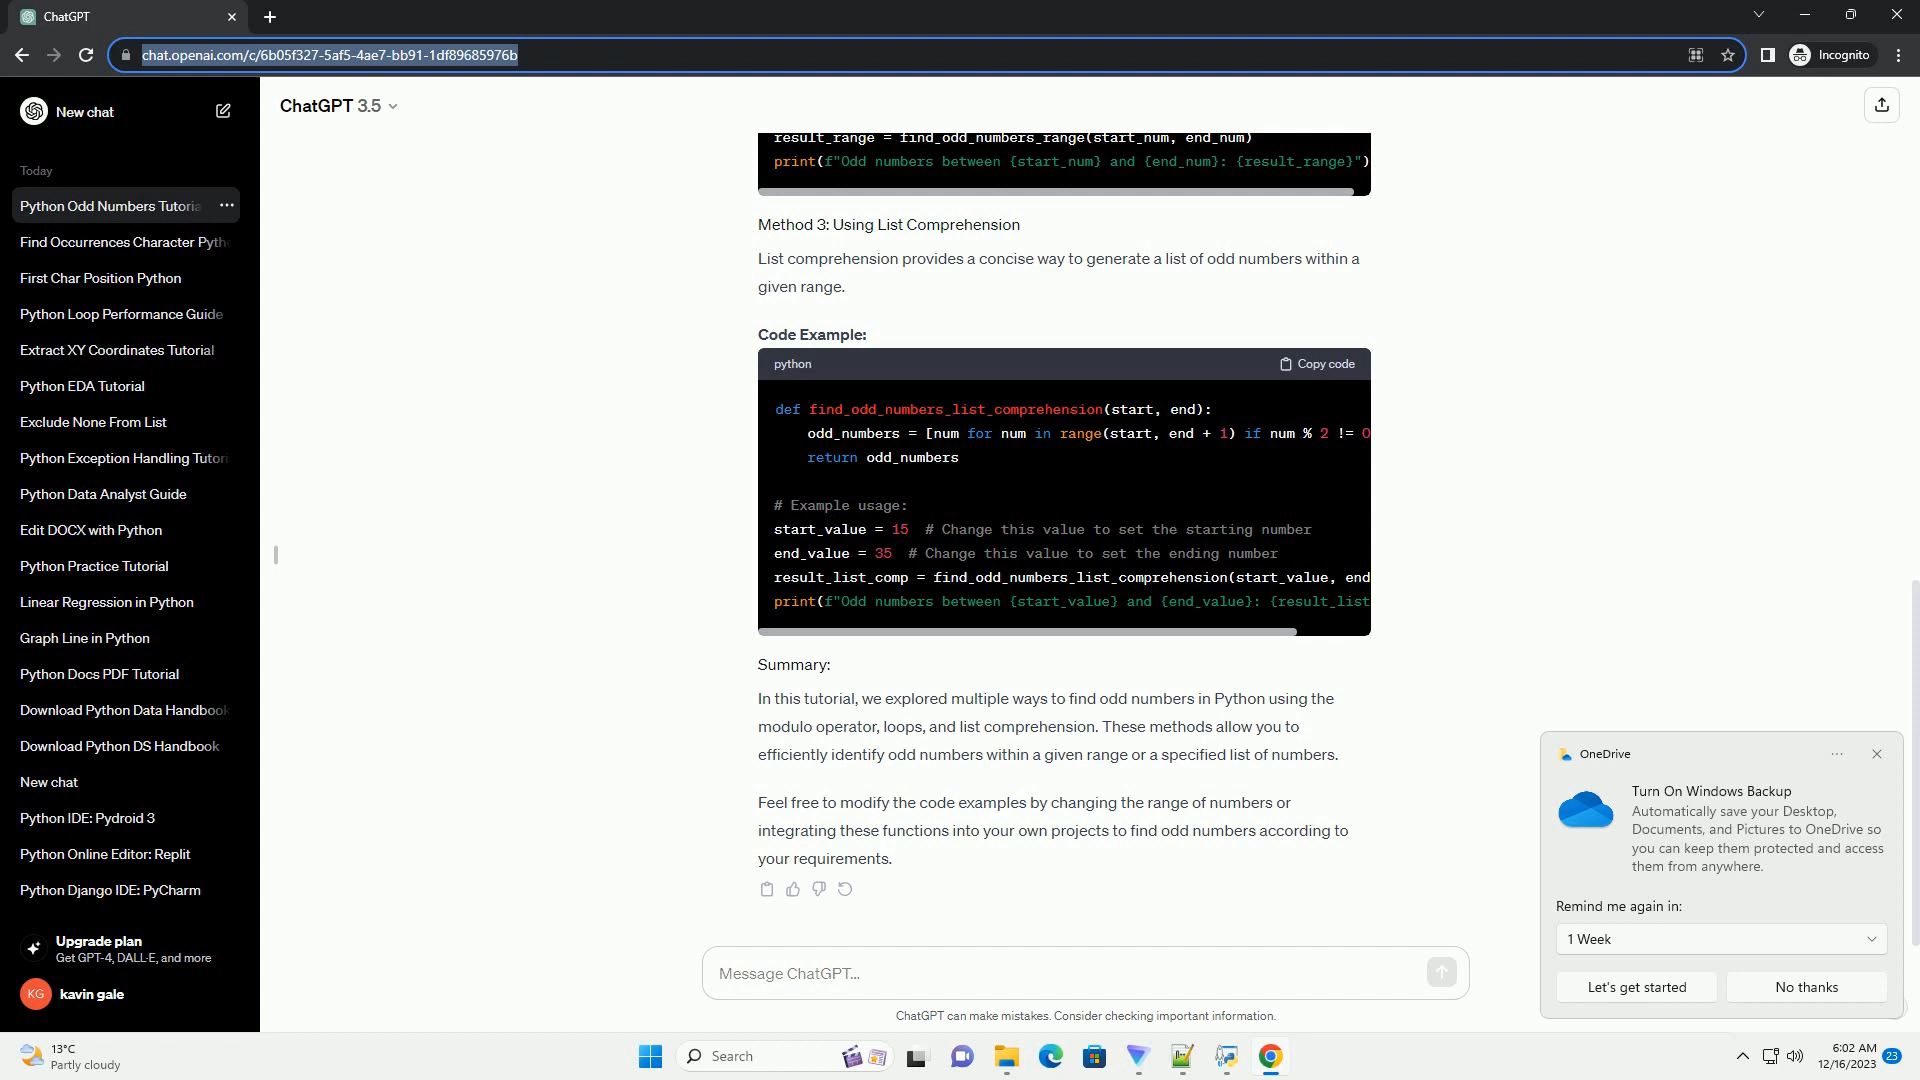 ChatGPT
chat.openai.com/c/6b05f327-5af5-4ae7-bb91-1df89685976b
Incognito
New chat
ChatGPT 3.5
Today
Python Odd Numbers Tutoria
Find Occurrences Character Pyth
First Char Position Python
Python Loop Performance Guide
Extract XY Coordinates Tutorial
Python EDA Tutorial
Exclude None From List
Python Exception Handling Tutori
Python Data Analyst Guide
Edit DOCX with Python
Python Practice Tutorial
Linear Regression in Python
Graph Line in Python
Python Docs PDF Tutorial
Download Python Data Handbook
Download Python DS Handbook
New chat
Python IDE: Pydroid 3
Python Online Editor: Replit
Python Django IDE: PyCharm
Upgrade plan
Get GPT-4, DALL·E, and more
KG kavin gale
result_range = find_odd_numbers_range(start_num, end_num)
print(f"Odd numbers between {start_num} and {end_num}: {result_range}")
Method 3: Using List Comprehension
List comprehension provides a concise way to generate a list of odd numbers within a
given range.
Code Example:
python
Copy code
def find_odd_numbers_list_comprehension(start, end):
odd_numbers = [num for num in range(start, end + 1) if num % 2 != 0
return odd_numbers
# Example usage:
start_value = 15 # Change this value to set the starting number
end_value = 35 # Change this value to set the ending number
result_list_comp = find_odd_numbers_list_comprehension(start_value, end
print(f"Odd numbers between {start_value} and {end_value}: {result_list
Summary:
In this tutorial, we explored multiple ways to find odd numbers in Python using the
modulo operator, loops, and list comprehension. These methods allow you to
efficiently identify odd numbers within a given range or a specified list of numbers.
Feel free to modify the code examples by changing the range of numbers or
integrating these functions into your own projects to find odd numbers according to
your requirements.
Message ChatGPT...
ChatGPT can make mistakes. Consider checking important information.
OneDrive
Turn On Windows Backup
Automatically save your Desktop,
Documents, and Pictures to OneDrive so
you can keep them protected and access
them from anywhere.
Remind me again in:
1 Week
Let's get started
No thanks
13°C
Partly cloudy
Search
6:02 AM
12/16/2023
23